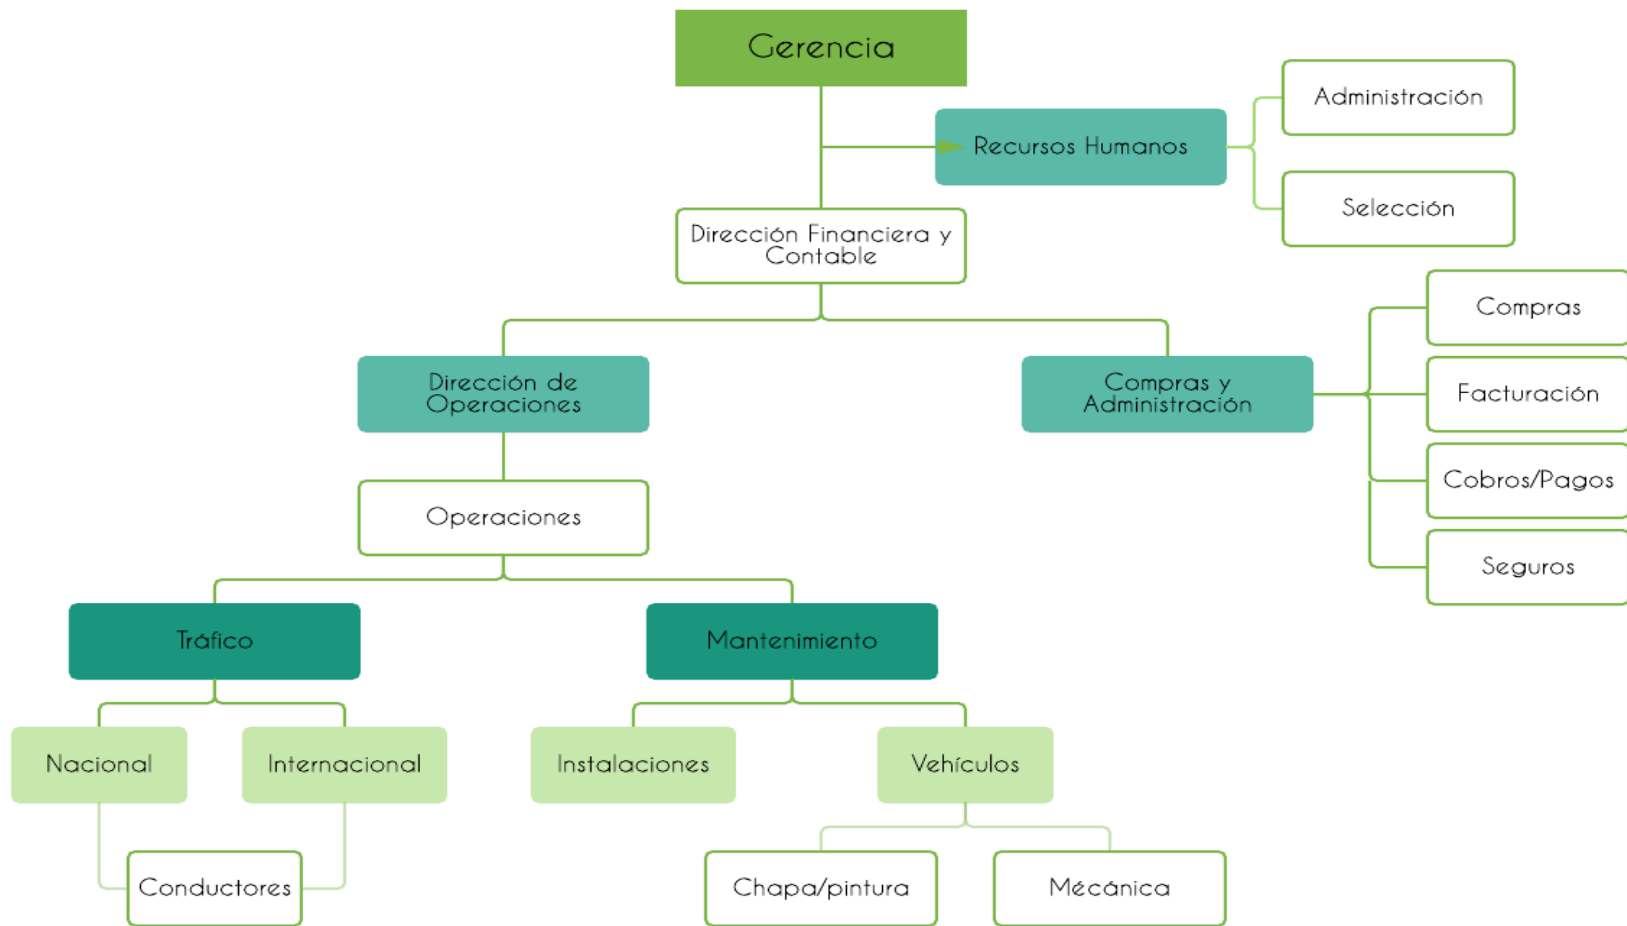 Gerencia
Administración
Recursos Humanos
Selección
Dirección Financiera y
Contable
Compras
Dirección de
Operaciones
Compras y
Administración
Facturación
Cobros/Pagos
Operaciones
Seguros
Tráfico
Mantenimiento
Nacional
Internacional
Instalaciones
Vehículos
Conductores
Chapa/pintura
Mécánica